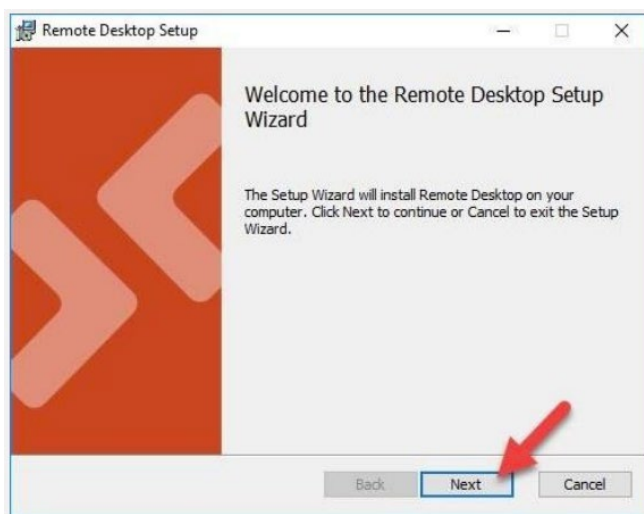 Remote Desktop Setup
Welcome to the Remote Desktop Setup
Wizard
The Setup Wizard will install Remote Desktop on your
computer. Click Next to continue or Cancel to exit the Setup
Wizard.
Back Next Cancel